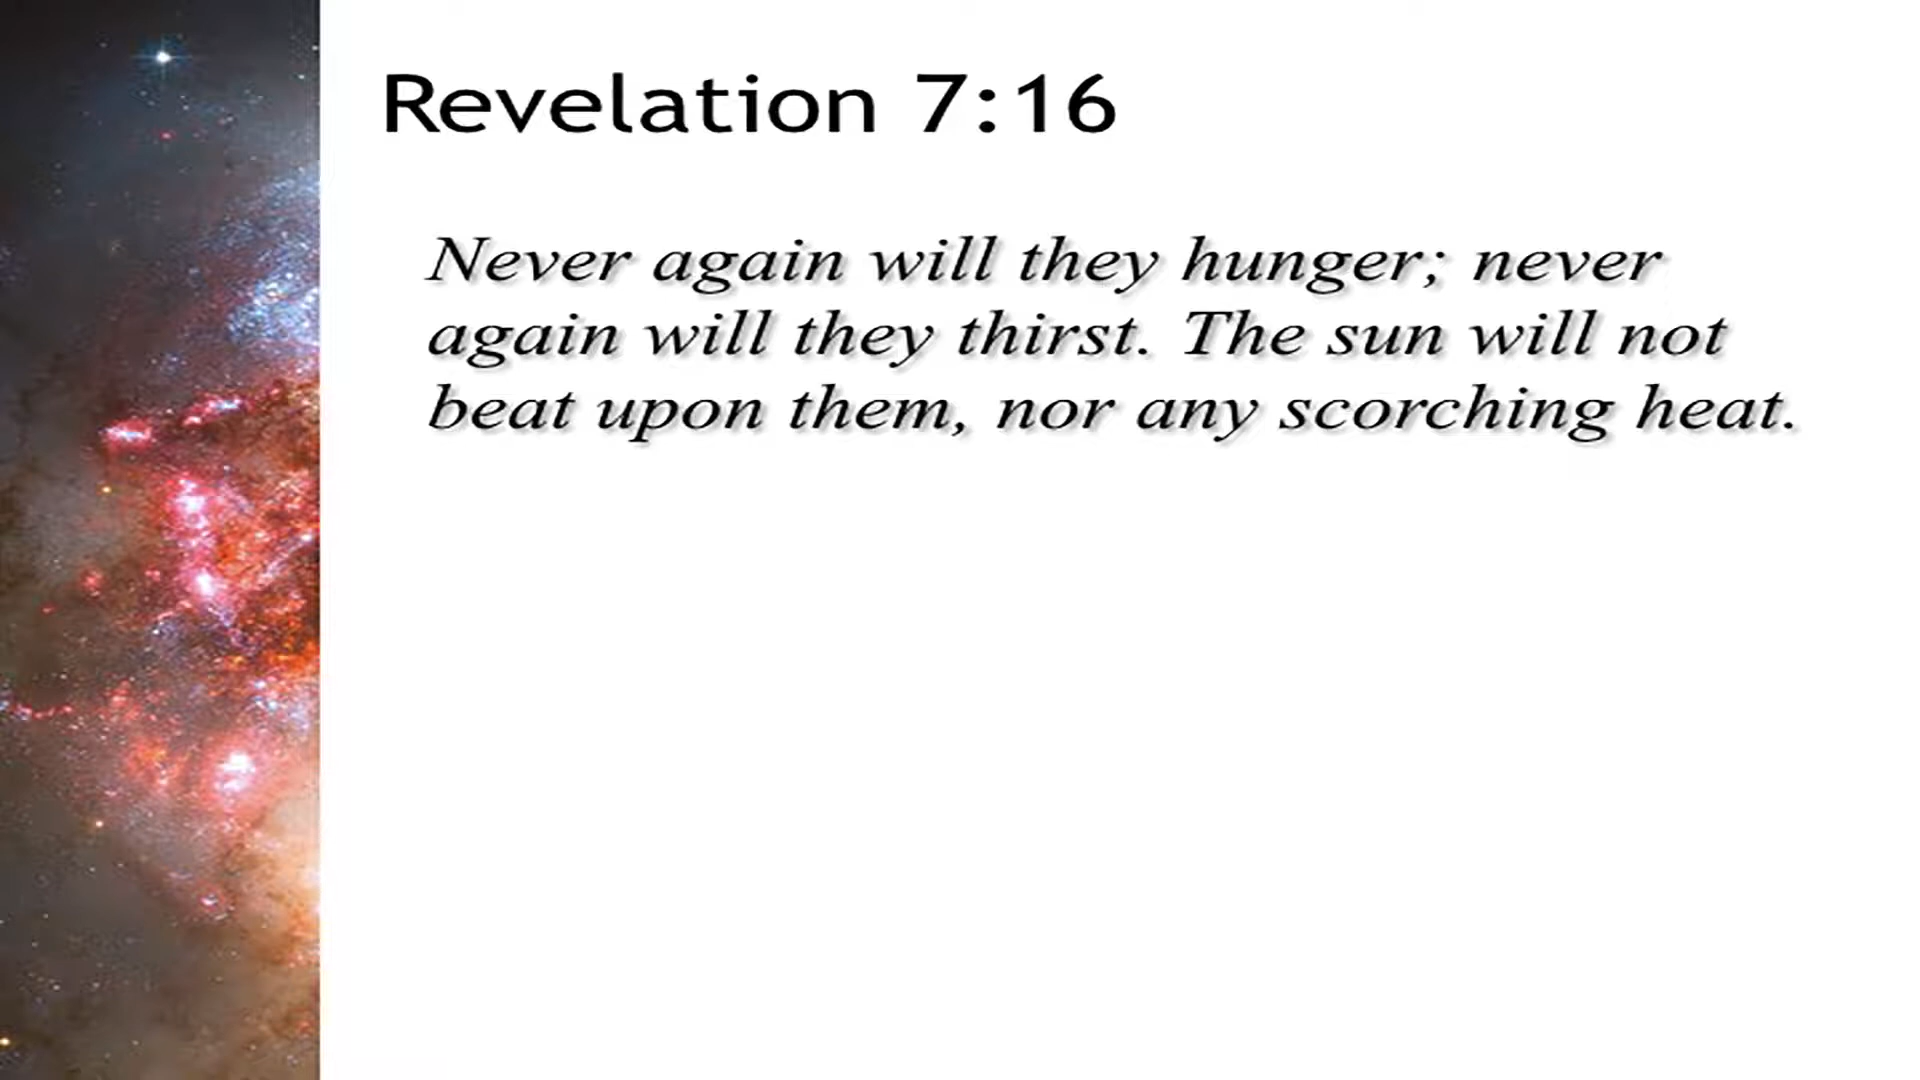 Revelation 7:16
Never again will they hunger; never
again will they thirst. The sun will not
beat upon them, nor any scorching heat.